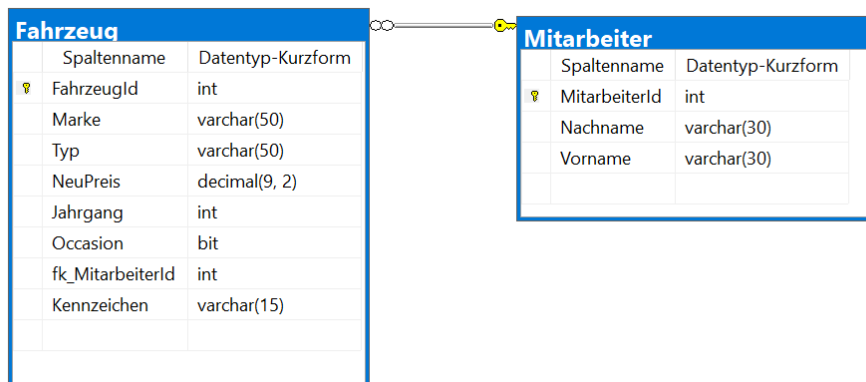 Fahrzeug
Spaltenname Datentyp-Kurzform
FahrzeugId int
Marke varchar(50)
Typ varchar(50)
NeuPreis decimal(9, 2)
Jahrgang int
Occasion bit
fk_MitarbeiterId int
Kennzeichen varchar(15)
Mitarbeiter
Spaltenname Datentyp-Kurzform
MitarbeiterId int
Nachname varchar(30)
Vorname varchar(30)